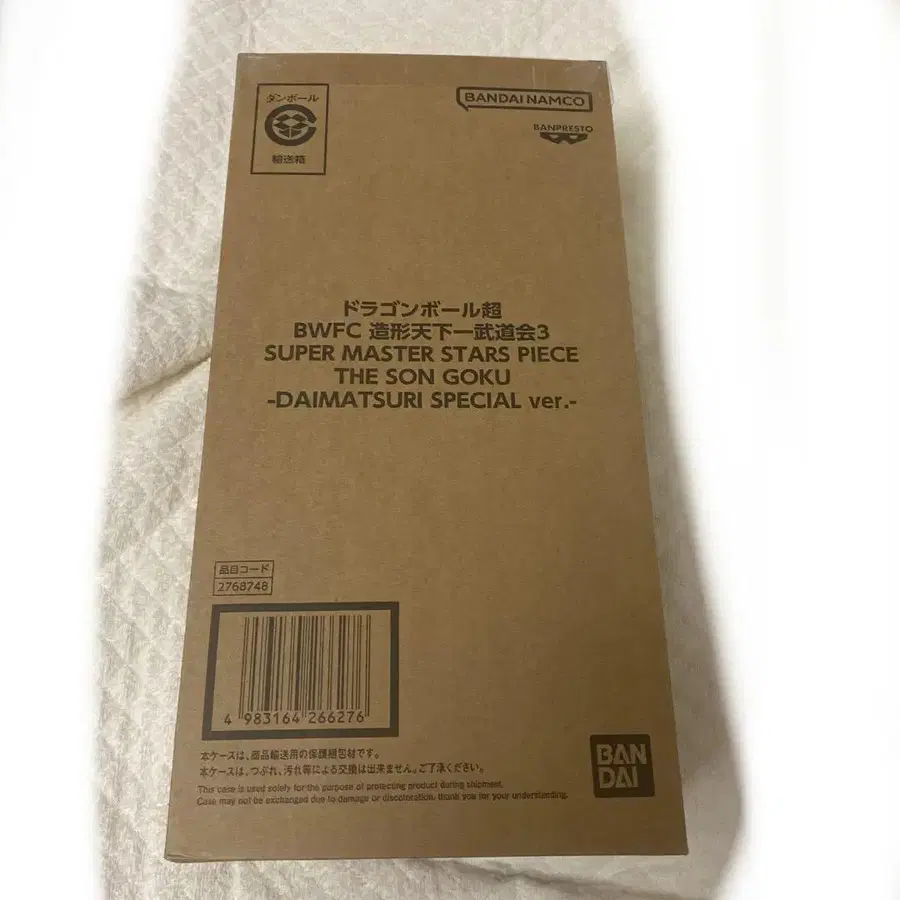 ダンボール
輸送箱
BANDAI NAMCO
BANPRESTO
ドラゴンボール超
BWFC 造形天下一武道会3
SUPER MASTER STARS PIECE
THE SON GOKU
-DAIMATSURI SPECIAL ver.-
品目コード
2768748
4 983164 266276
本ケースは、商品輸送用の保護梱包材です。
本ケースは、つぶれ、汚れ等による交換は出来ません。ご了承ください。
This case is used solely for the purpose of protecting product during shipment.
Case may not be exchanged due to damage or discoloration, thank you for your understanding.
BAN
DAI